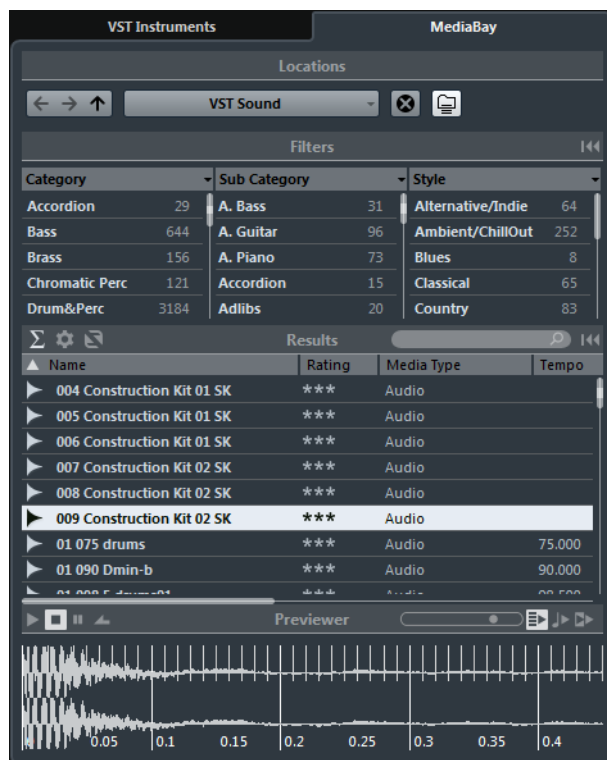 VST Instruments MediaBay
Locations
VST Sound
Filters
Category Sub Category Style
Accordion 29 A. Bass 31 Alternative/Indie 64
Bass 644 A. Guitar 96 Ambient/ChillOut 252
Brass 156 A. Piano 73 Blues 8
Chromatic Perc 121 Accordion 15 Classical 65
Drum&Perc 3184 Adlibs 20 Country 83
Results
Name Rating Media Type Tempo
004 Construction Kit 01 SK *** Audio
005 Construction Kit 01 SK *** Audio
006 Construction Kit 01 SK *** Audio
007 Construction Kit 02 SK *** Audio
008 Construction Kit 02 SK *** Audio
009 Construction Kit 02 SK *** Audio
01 075 drums *** Audio 75.000
01 090 Dmin-b *** Audio 90.000
Previewer
0.05 0.1 0.15 0.2 0.25 0.3 0.35 0.4